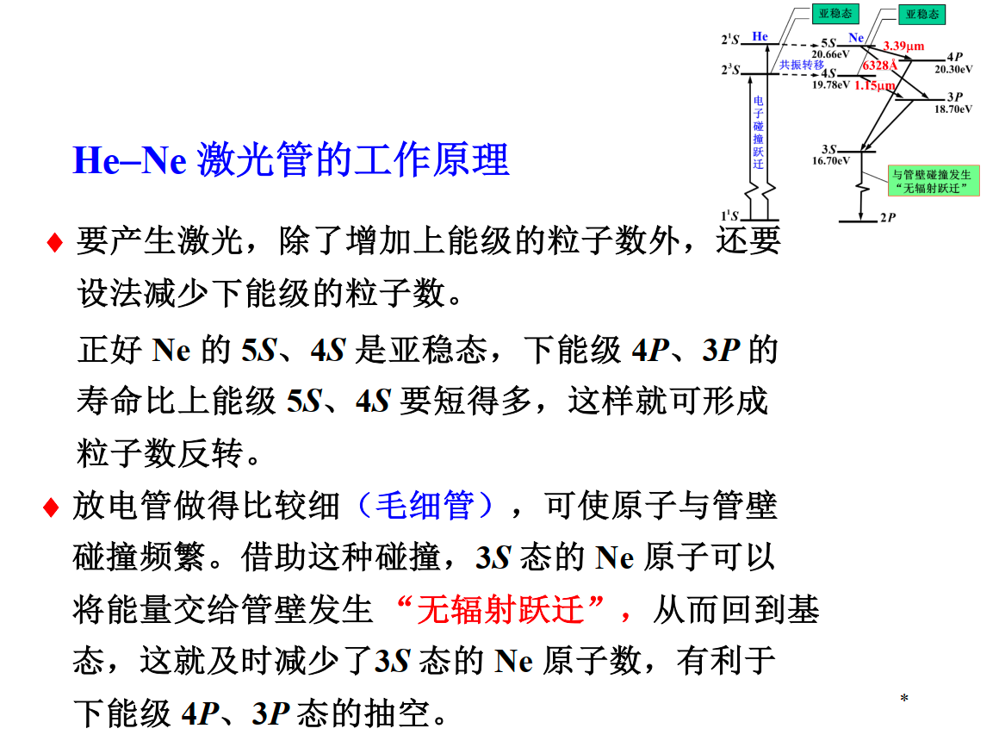 亚稳态
亚稳态
2¹S He 5S Ne 3.39μm
20.66eV 4P
20.30eV
共振转移 6328Å
2³S 4S
19.78eV 1.15μm
3P
18.70eV
电子碰撞跃迁
3S
16.70eV
与管壁碰撞发生
“无辐射跃迁”
1¹S 2P
He–Ne 激光管的工作原理
♦ 要产生激光，除了增加上能级的粒子数外，还要
设法减少下能级的粒子数。
正好 Ne 的 5S、4S 是亚稳态，下能级 4P、3P 的
寿命比上能级 5S、4S 要短得多，这样就可形成
粒子数反转。
♦ 放电管做得比较细（毛细管），可使原子与管壁
碰撞频繁。借助这种碰撞，3S 态的 Ne 原子可以
将能量交给管壁发生 “无辐射跃迁”，从而回到基
态，这就及时减少了3S 态的 Ne 原子数，有利于
下能级 4P、3P 态的抽空。
*